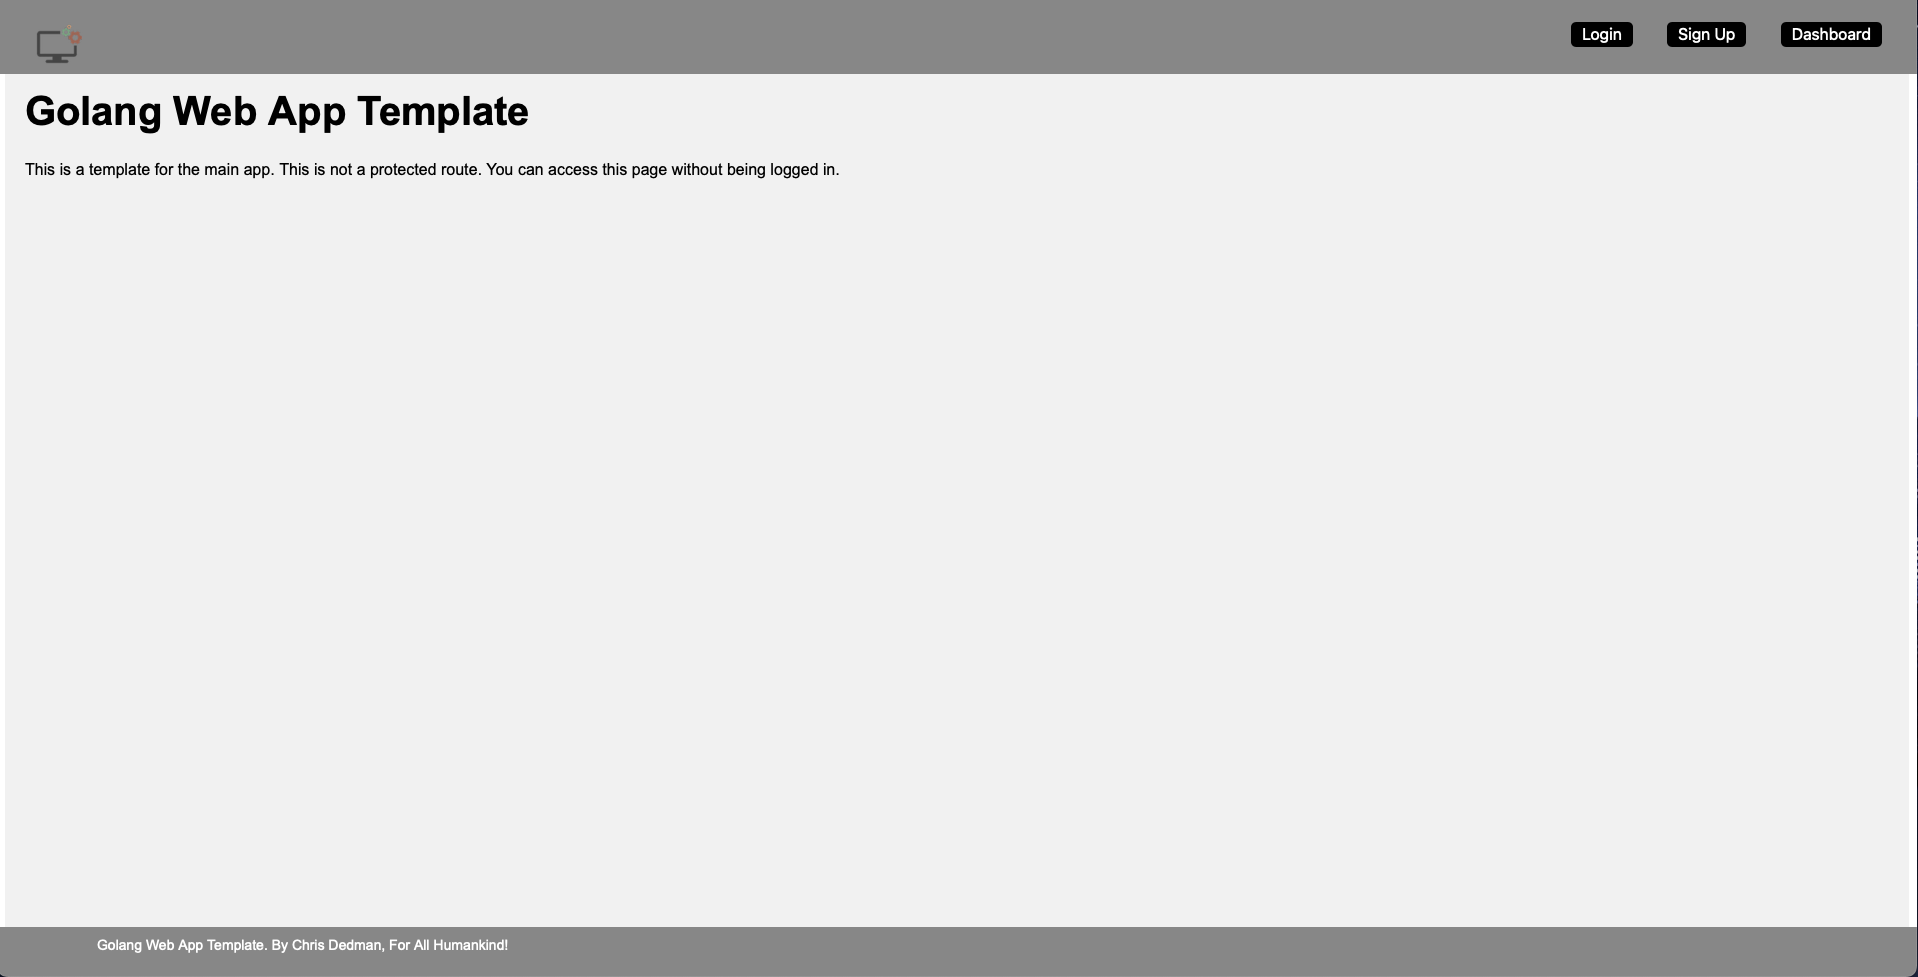 Login Sign Up Dashboard
Golang Web App Template
This is a template for the main app. This is not a protected route. You can access this page without being logged in.
Golang Web App Template. By Chris Dedman, For All Humankind!